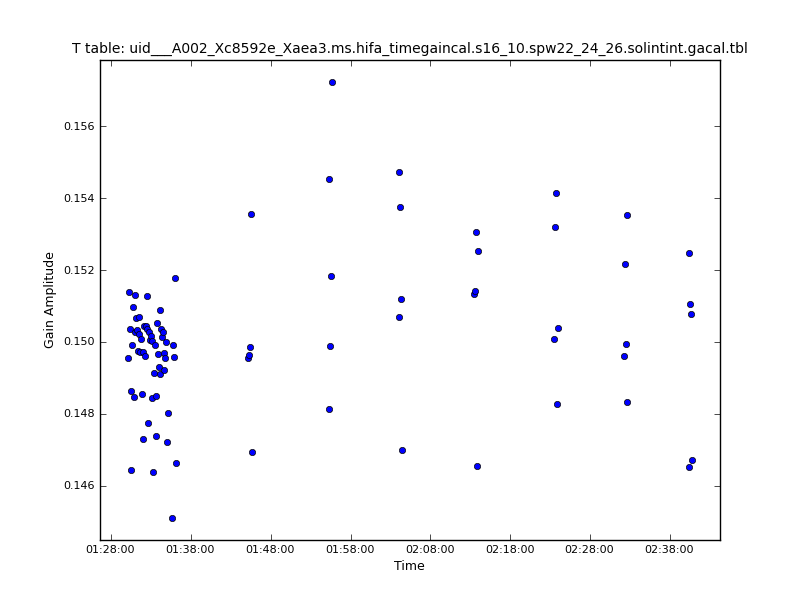 T table: uid___A002_Xc8592e_Xaea3.ms.hifa_timegaincal.s16_10.spw22_24_26.solintint.gacal.tbl
0.156
0.154
0.152
0.150
0.148
0.146
Gain Amplitude
01:28:00 01:38:00 01:48:00 01:58:00 02:08:00 02:18:00 02:28:00 02:38:00
Time